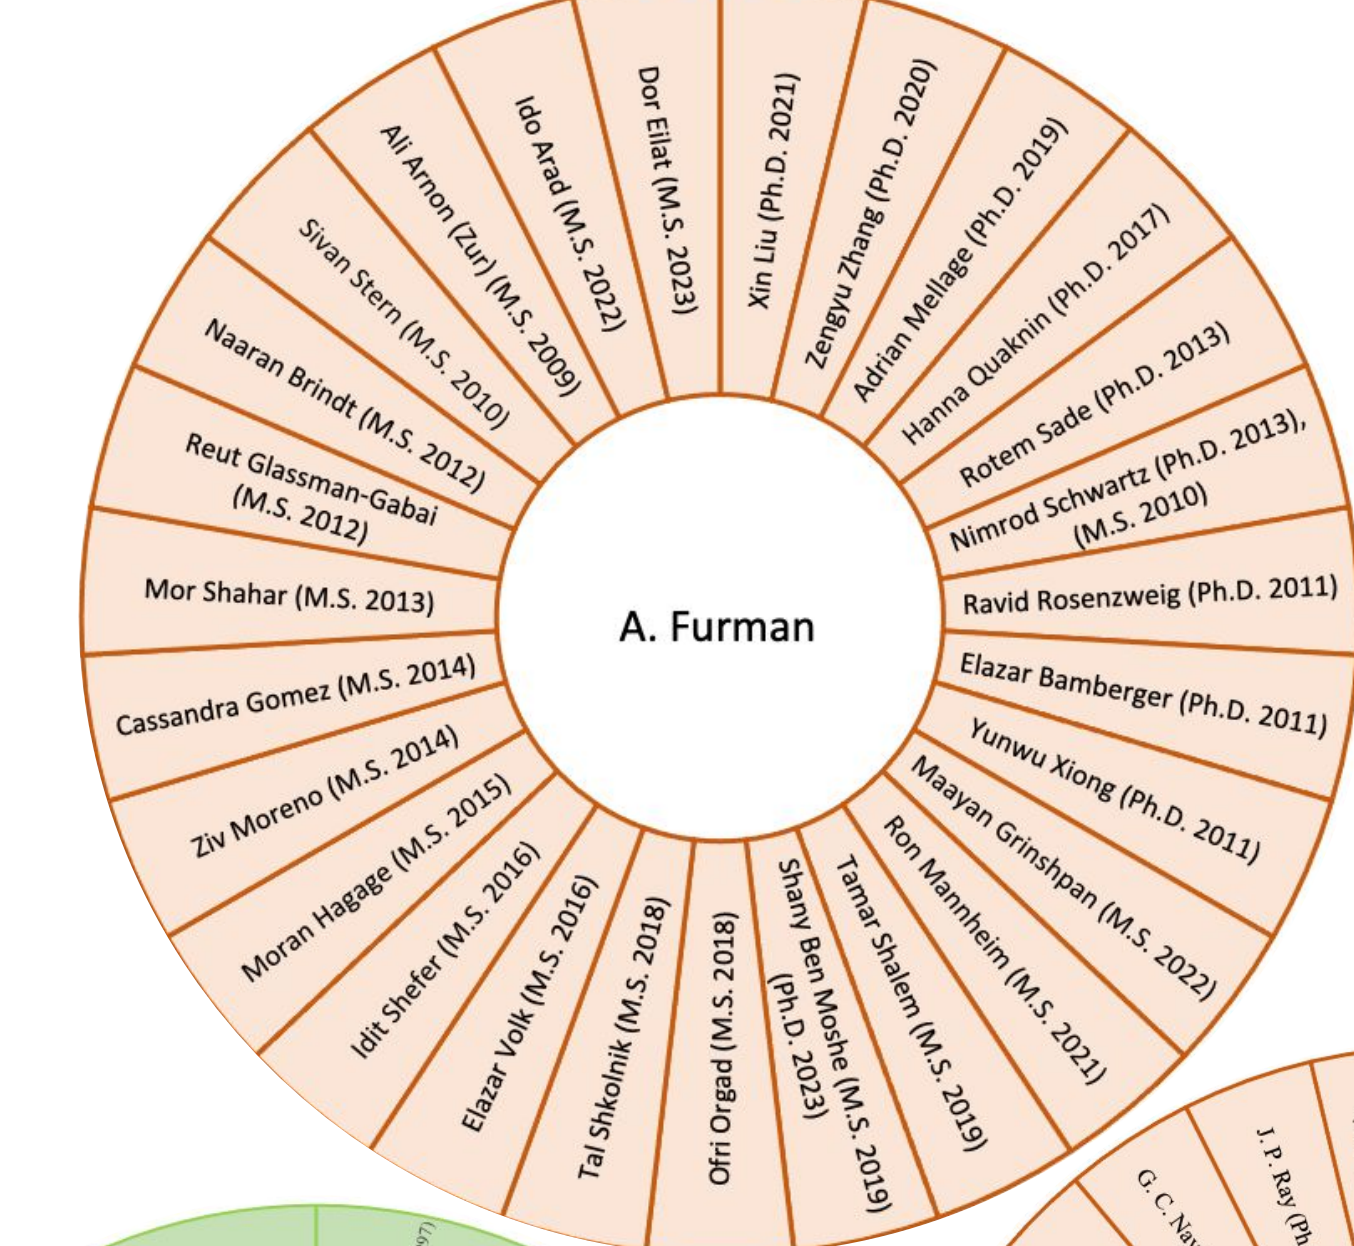 A. Furman
Xin Liu (Ph.D. 2021)
Zengyu Zhang (Ph.D. 2020)
Adrian Mellage (Ph.D. 2019)
Hanna Quaknin (Ph.D. 2017)
Rotem Sade (Ph.D. 2013)
Nimrod Schwartz (Ph.D. 2013),
(M.S. 2010)
Ravid Rosenzweig (Ph.D. 2011)
Elazar Bamberger (Ph.D. 2011)
Yunwu Xiong (Ph.D. 2011)
Maayan Grinshpan (M.S. 2022)
Ron Mannheim (M.S. 2021)
Tamar Shalem (M.S. 2019)
Shany Ben Moshe (M.S. 2019)
(Ph.D. 2023)
Ofri Orgad (M.S. 2018)
Tal Shkolnik (M.S. 2018)
Elazar Volk (M.S. 2016)
Idit Shefer (M.S. 2016)
Moran Hagage (M.S. 2015)
Ziv Moreno (M.S. 2014)
Cassandra Gomez (M.S. 2014)
Mor Shahar (M.S. 2013)
Reut Glassman-Gabai
(M.S. 2012)
Naaran Brindt (M.S. 2012)
Sivan Stern (M.S. 2010)
Ali Arnon (Zur) (M.S. 2009)
Ido Arad (M.S. 2022)
Dor Eilat (M.S. 2023)
J. P. Ray (Ph
G. C. Nav
97)